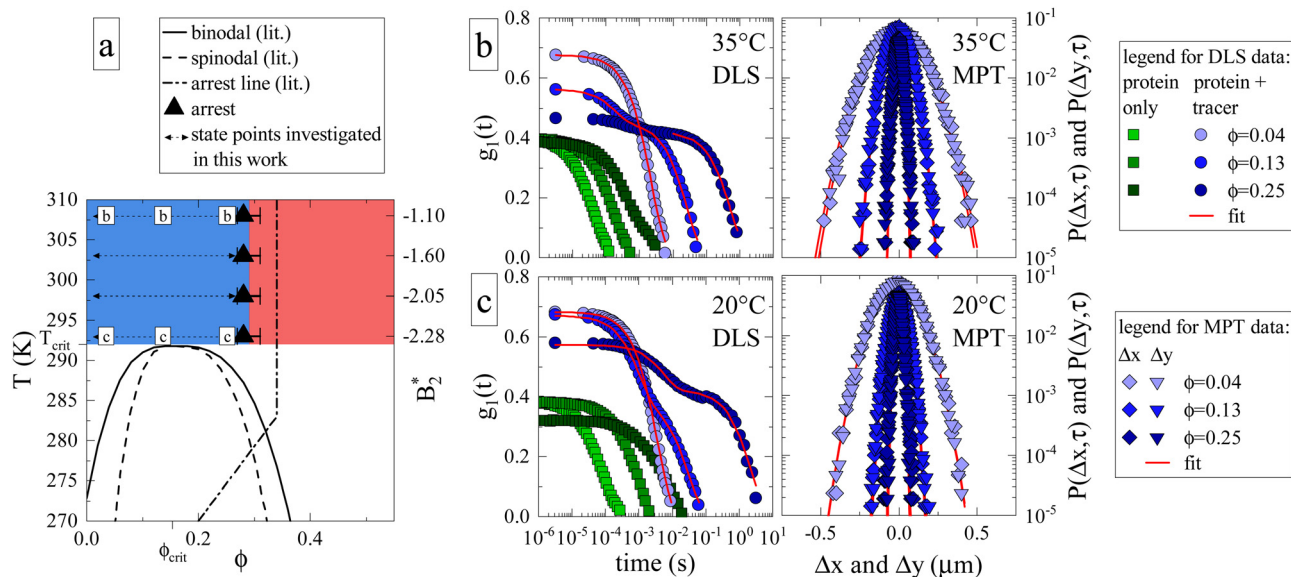 a
binodal (lit.)
spinodal (lit.)
arrest line (lit.)
arrest
state points investigated
in this work
310
305
300
295
T_crit
290
285
280
275
270
T (K)
b b b
c c c
-1.10
-1.60
-2.05
-2.28
B₂*
0.0 ϕ_crit 0.2 ϕ 0.4
b
35°C
DLS
0.8
0.6
0.4
0.2
0.0
g₁(t)
35°C
MPT
10⁻¹
10⁻²
10⁻³
10⁻⁴
10⁻⁵
P(Δx,τ) and P(Δy,τ)
c
20°C
DLS
0.8
0.6
0.4
0.2
0.0
g₁(t)
10⁻⁶ 10⁻⁵ 10⁻⁴ 10⁻³ 10⁻² 10⁻¹ 10⁰ 10¹
time (s)
20°C
MPT
10⁻¹
10⁻²
10⁻³
10⁻⁴
10⁻⁵
P(Δx,τ) and P(Δy,τ)
-0.5 0.0 0.5
Δx and Δy (μm)
legend for DLS data:
protein protein +
only tracer
ϕ=0.04
ϕ=0.13
ϕ=0.25
fit
legend for MPT data:
Δx Δy
ϕ=0.04
ϕ=0.13
ϕ=0.25
fit